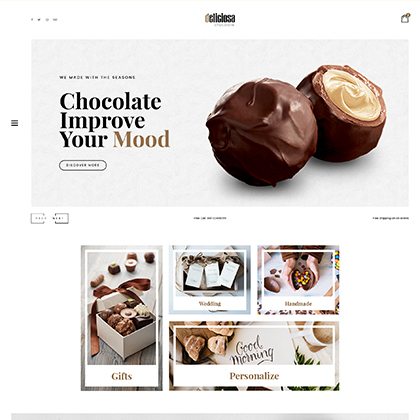 deliciosa
WE MADE WITH THE SEASONS
Chocolate
Improve
Your Mood
DISCOVER MORE
PREV NEXT
Wedding
Handmade
Gifts
Good
Morning
Personalize